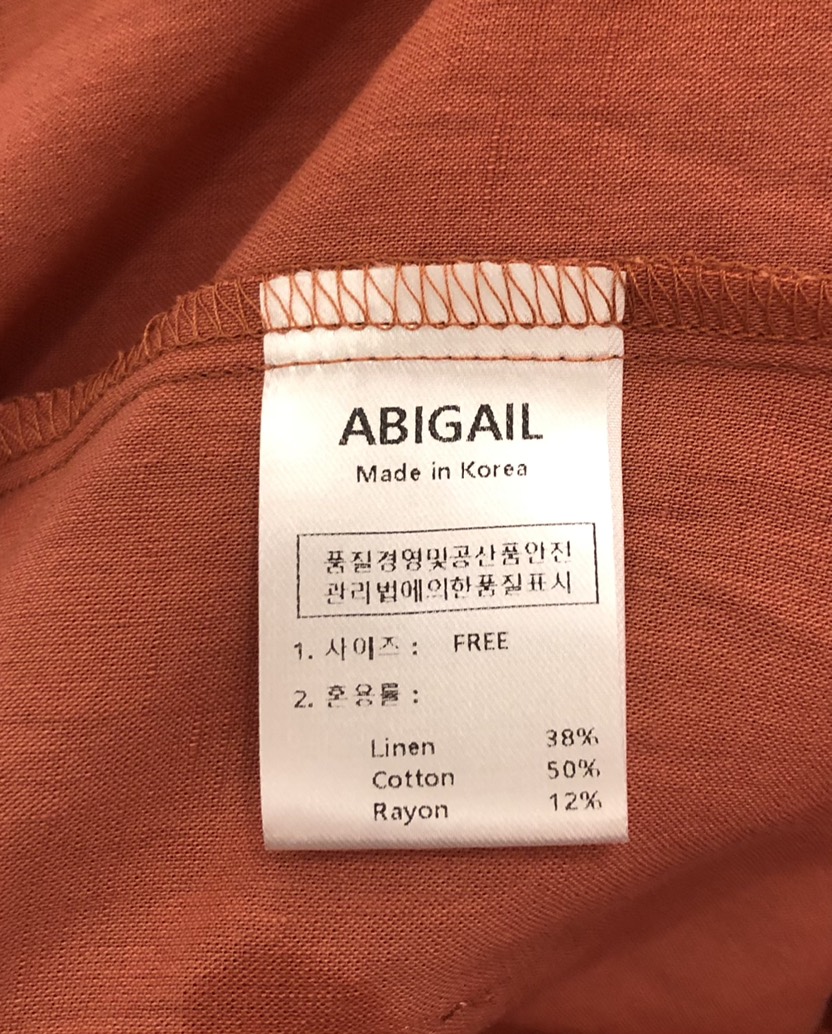 ABIGAIL
Made in Korea
품질경영및공산품안전
관리법에의한품질표시
1. 사이즈 : FREE
2. 혼용률 :
Linen 38%
Cotton 50%
Rayon 12%